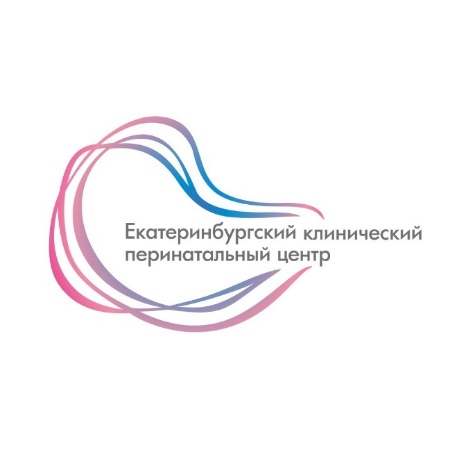 Екатеринбургский клинический
перинатальный центр